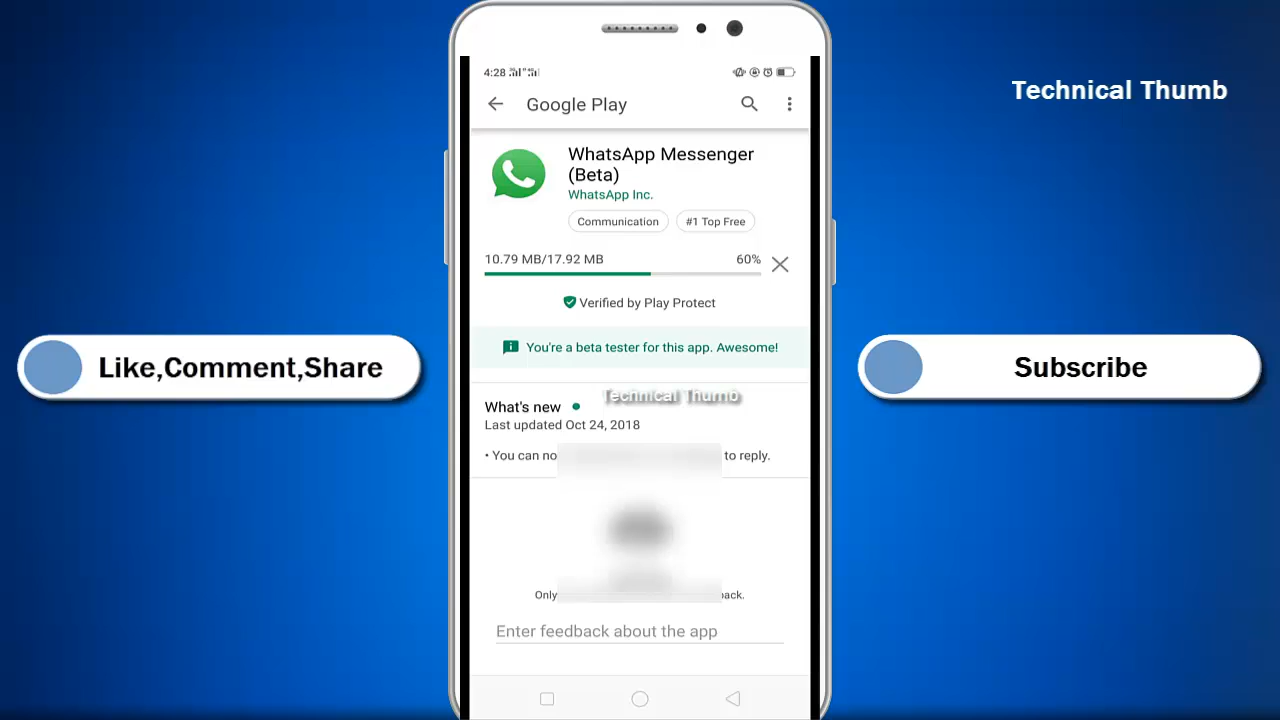 Technical Thumb
4:28
Google Play
WhatsApp Messenger
(Beta)
WhatsApp Inc.
Communication
#1 Top Free
10.79 MB/17.92 MB
60%
Verified by Play Protect
You're a beta tester for this app. Awesome!
Like,Comment,Share
Subscribe
Technical Thumb
What's new
Last updated Oct 24, 2018
• You can no
to reply.
Only
back.
Enter feedback about the app